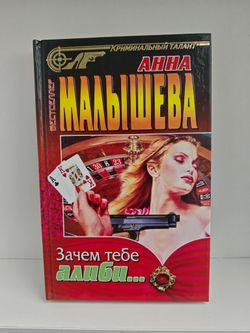 Криминальный талант
АННА
БЕСТСЕЛЛЕР
МАЛЫШЕВА
Зачем тебе
алиби...